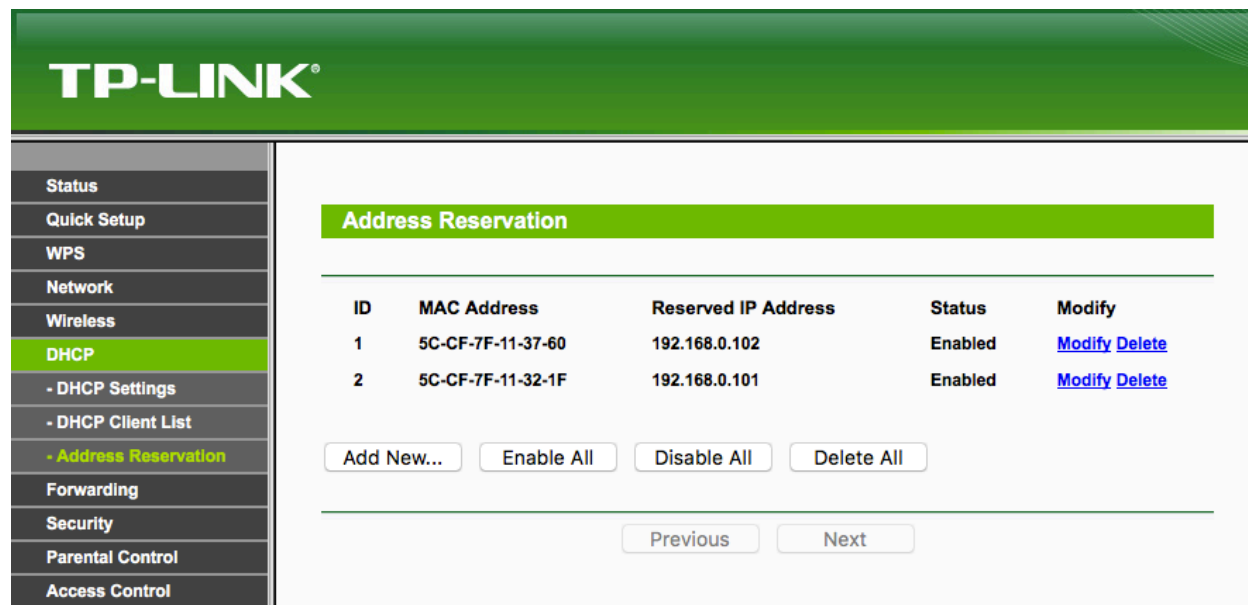 TP-LINK®
Status
Quick Setup
WPS
Network
Wireless
DHCP
- DHCP Settings
- DHCP Client List
- Address Reservation
Forwarding
Security
Parental Control
Access Control
Address Reservation
ID MAC Address Reserved IP Address Status Modify
1 5C-CF-7F-11-37-60 192.168.0.102 Enabled Modify Delete
2 5C-CF-7F-11-32-1F 192.168.0.101 Enabled Modify Delete
Add New... Enable All Disable All Delete All
Previous Next